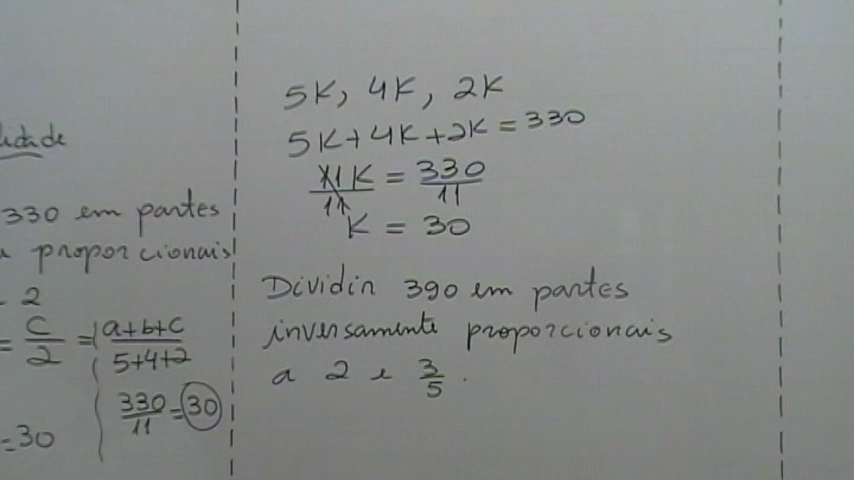 330 em partes
proporcionais
2
= C/2 = a+b+c/5+4+2
330/11 = 30
=30
5K, 4K, 2K
5K+4K+2K = 330
11K/11 = 330/11
K = 30
Dividir 390 em partes
inversamente proporcionais
a 2 e 3/5.